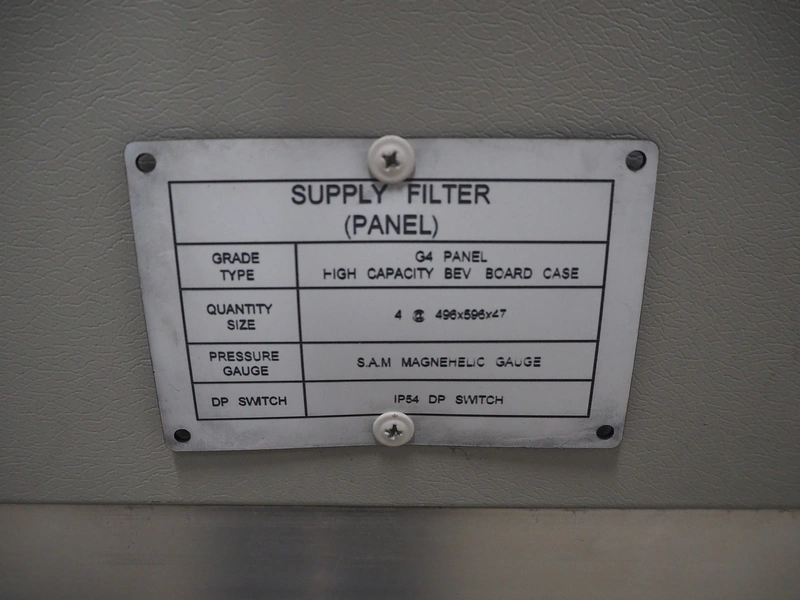 SUPPLY FILTER
(PANEL)
GRADE
TYPE
G4 PANEL
HIGH CAPACITY BEV BOARD CASE
QUANTITY
SIZE
4 @ 496x596x47
PRESSURE
GAUGE
S.A.M MAGNEHELIC GAUGE
DP SWITCH
IP54 DP SWITCH